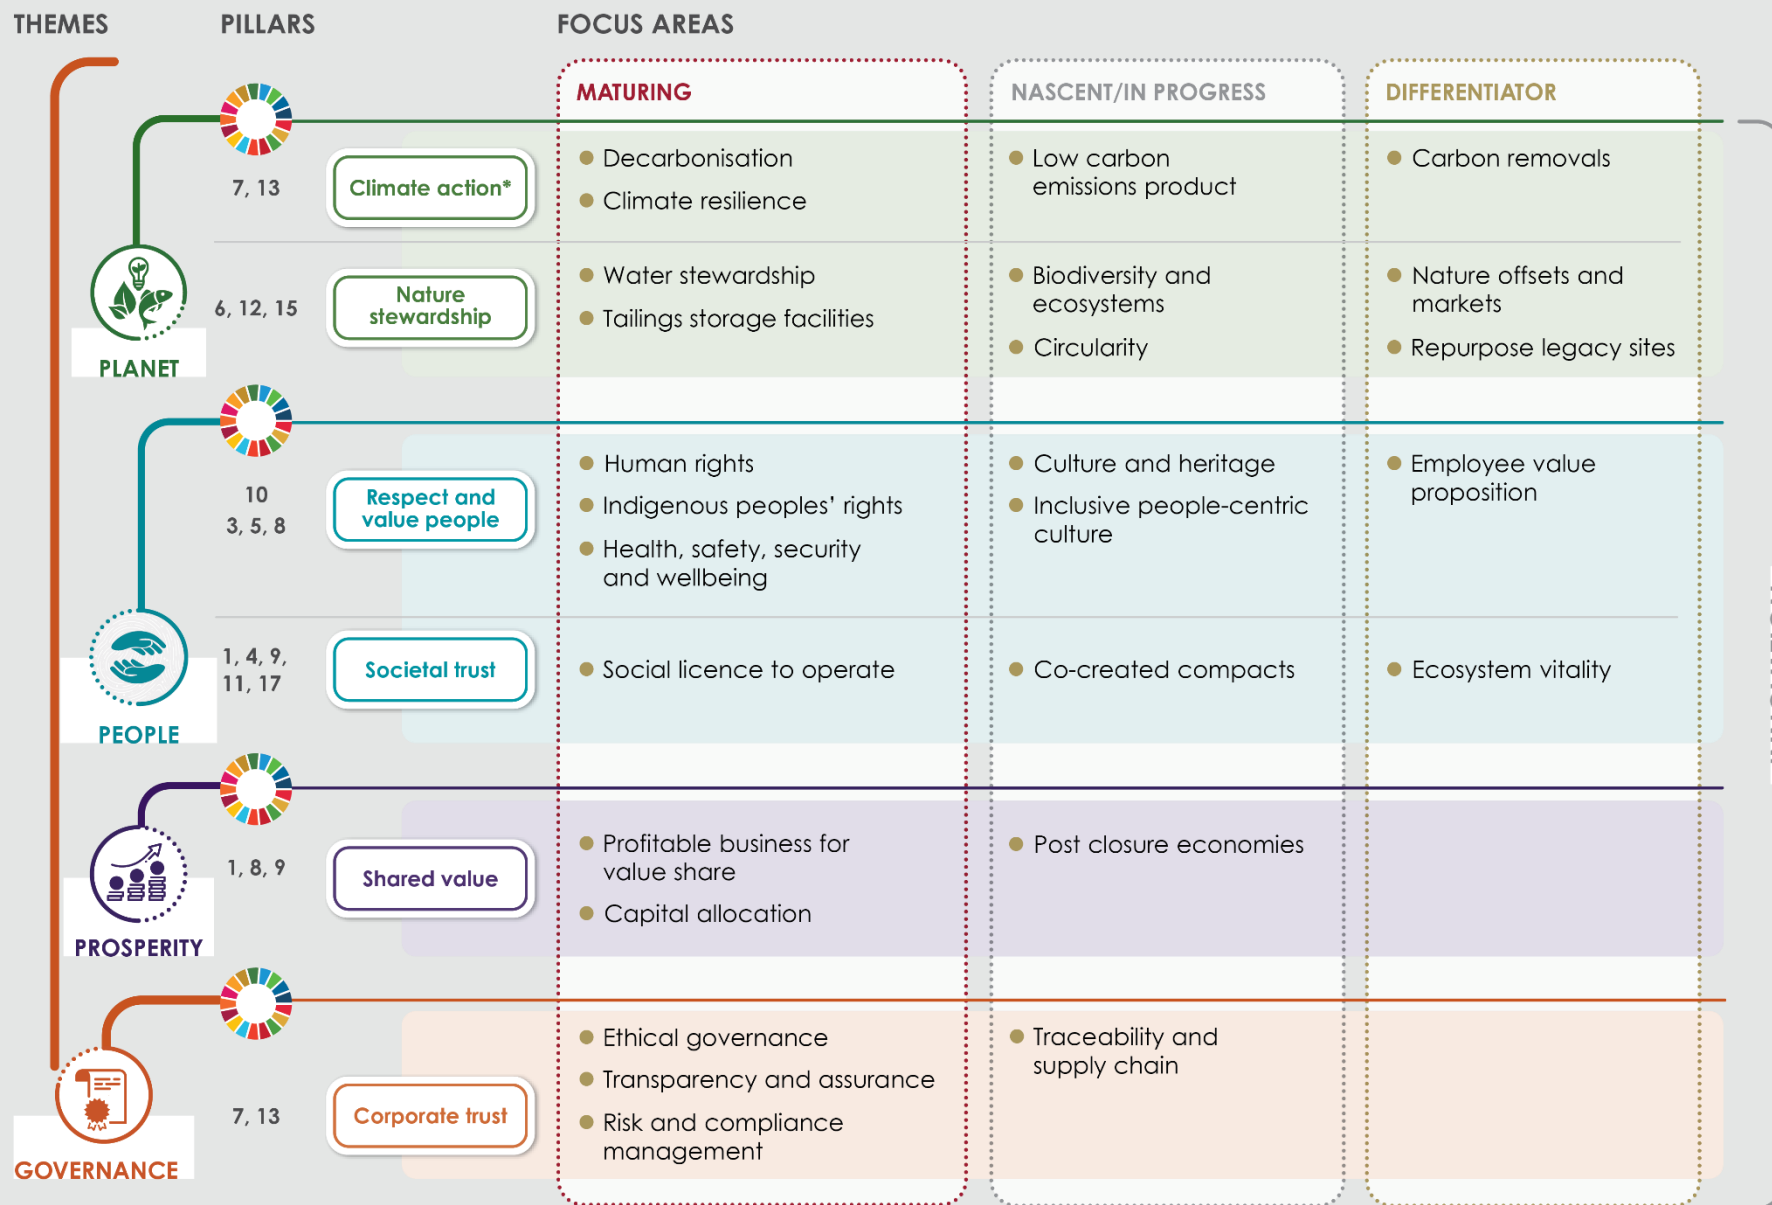 THEMES
PILLARS
FOCUS AREAS
MATURING
NASCENT/IN PROGRESS
DIFFERENTIATOR
PLANET
7, 13
Climate action*
Decarbonisation
Climate resilience
Low carbon
emissions product
Carbon removals
6, 12, 15
Nature
stewardship
Water stewardship
Tailings storage facilities
Biodiversity and
ecosystems
Circularity
Nature offsets and
markets
Repurpose legacy sites
PEOPLE
10
3, 5, 8
Respect and
value people
Human rights
Indigenous peoples’ rights
Health, safety, security
and wellbeing
Culture and heritage
Inclusive people-centric
culture
Employee value
proposition
1, 4, 9,
11, 17
Societal trust
Social licence to operate
Co-created compacts
Ecosystem vitality
PROSPERITY
1, 8, 9
Shared value
Profitable business for
value share
Capital allocation
Post closure economies
GOVERNANCE
7, 13
Corporate trust
Ethical governance
Transparency and assurance
Risk and compliance
management
Traceability and
supply chain